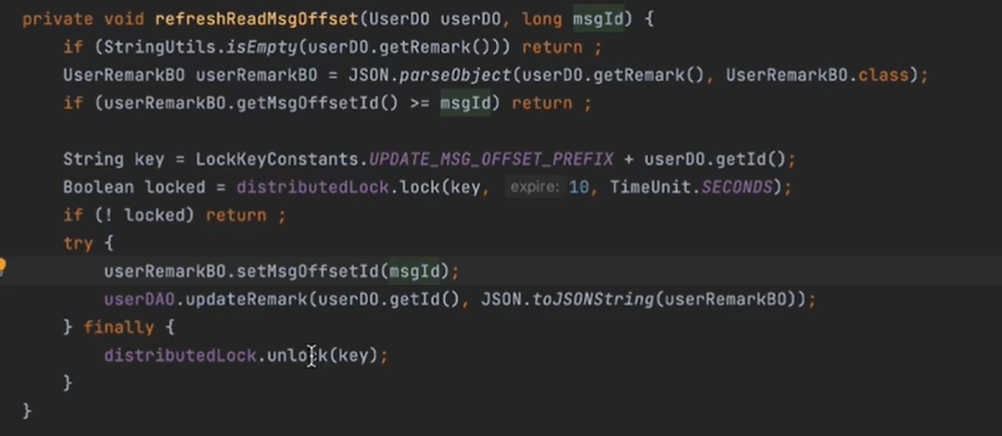 private void refreshReadMsgOffset(UserDO userDO, long msgId) {
    if (StringUtils.isEmpty(userDO.getRemark())) return ;
    UserRemarkBO userRemarkBO = JSON.parseObject(userDO.getRemark(), UserRemarkBO.class);
    if (userRemarkBO.getMsgOffsetId() >= msgId) return ;

    String key = LockKeyConstants.UPDATE_MSG_OFFSET_PREFIX + userDO.getId();
    Boolean locked = distributedLock.lock(key, expire: 10, TimeUnit.SECONDS);
    if (! locked) return ;
    try {
        userRemarkBO.setMsgOffsetId(msgId);
        userDAO.updateRemark(userDO.getId(), JSON.toJSONString(userRemarkBO));
    } finally {
        distributedLock.unlock(key);
    }
}